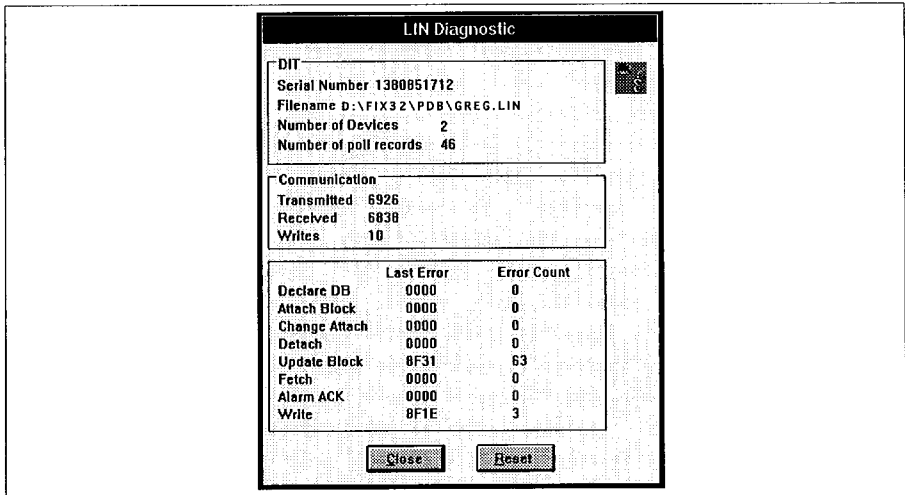 LIN Diagnostic
DIT
Serial Number 1380851712
Filename D:\FIX32\PDB\GREG.LIN
Number of Devices 2
Number of poll records 46
Communication
Transmitted 6926
Received 6838
Writes 10
Last Error Error Count
Declare DB 0000 0
Attach Block 0000 0
Change Attach 0000 0
Detach 0000 0
Update Block 8F31 63
Fetch 0000 0
Alarm ACK 0000 0
Write 8F1E 3
Close Reset